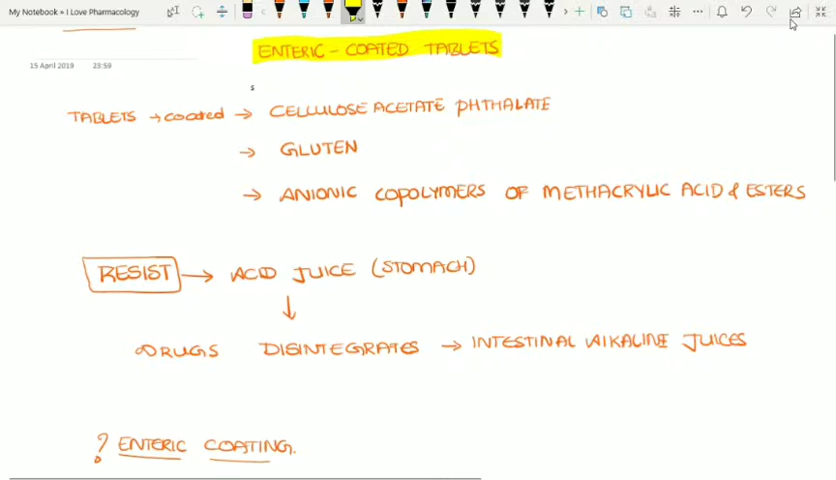 My Notebook » I Love Pharmacology
ENTERIC - COATED TABLETS
15 April 2019 23:59
s
TABLETS → coated → CELLULOSE ACETATE PHTHALATE
→ GLUTEN
→ ANIONIC COPOLYMERS OF METHACRYLIC ACID & ESTERS
RESIST → ACID JUICE (STOMACH)
↓
DRUGS DISINTEGRATES → INTESTINAL ALKALINE JUICES
? ENTERIC COATING.